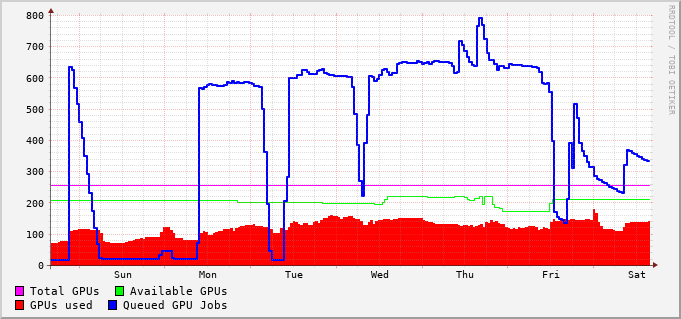 800
700
600
500
400
300
200
100
0
Sun Mon Tue Wed Thu Fri Sat
Total GPUs Available GPUs
GPUs used Queued GPU Jobs
RRDTOOL / TOBI OETIKER